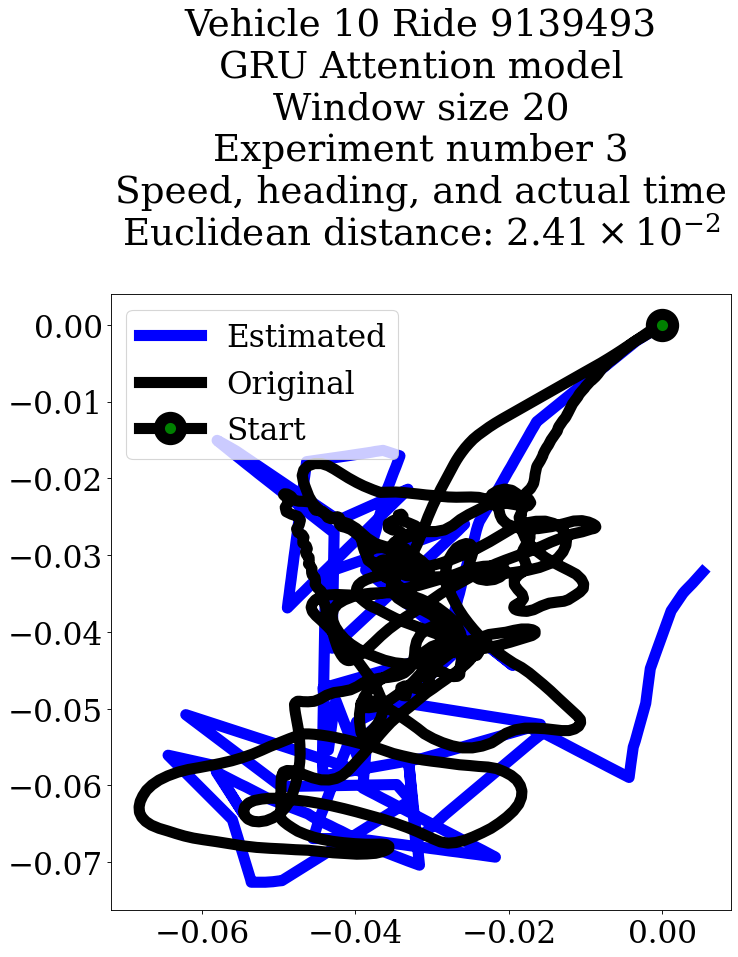 Vehicle 10 Ride 9139493
GRU Attention model
Window size 20
Experiment number 3
Speed, heading, and actual time
Euclidean distance: 2.41 × 10⁻²
Estimated
Original
Start
0.00
−0.01
−0.02
−0.03
−0.04
−0.05
−0.06
−0.07
−0.06
−0.04
−0.02
0.00